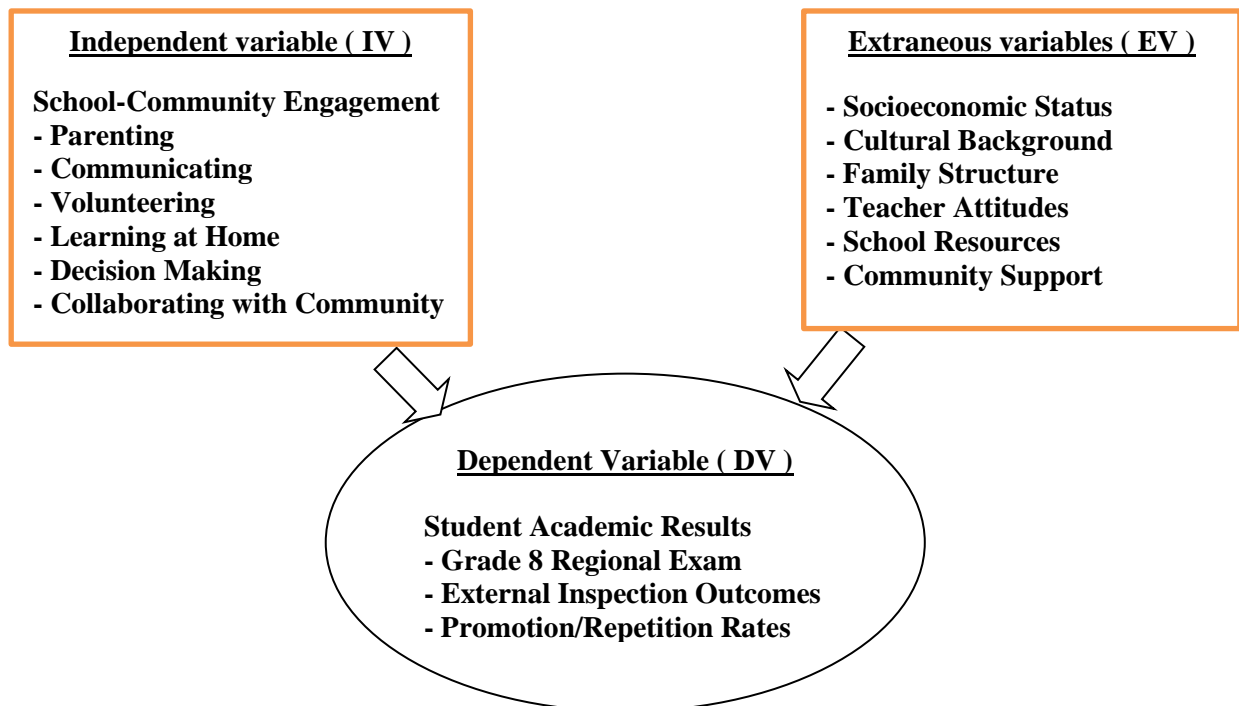 Independent variable ( IV )
School-Community Engagement
- Parenting
- Communicating
- Volunteering
- Learning at Home
- Decision Making
- Collaborating with Community
Extraneous variables ( EV )
- Socioeconomic Status
- Cultural Background
- Family Structure
- Teacher Attitudes
- School Resources
- Community Support
Dependent Variable ( DV )
Student Academic Results
- Grade 8 Regional Exam
- External Inspection Outcomes
- Promotion/Repetition Rates